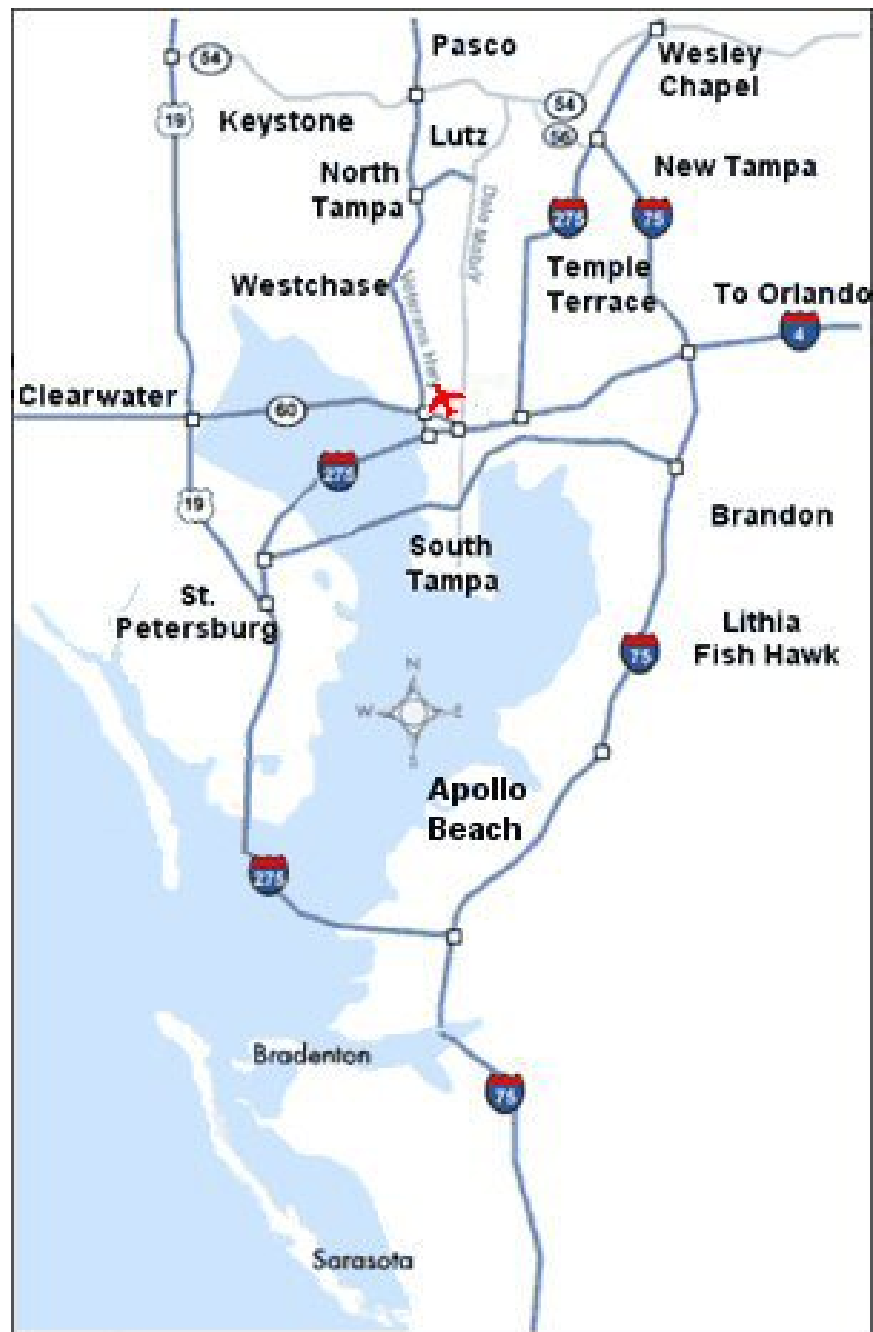 Pasco
Wesley
Chapel
54
19
Keystone
54
Lutz
56
North
Tampa
New Tampa
275
75
Dale Mabry
Westchase
Temple
Terrace
To Orlando
4
Veterans Hwy
Clearwater
60
275
19
Brandon
South
Tampa
St.
Petersburg
Lithia
Fish Hawk
75
N
W
E
S
Apollo
Beach
275
Bradenton
75
Sarasota